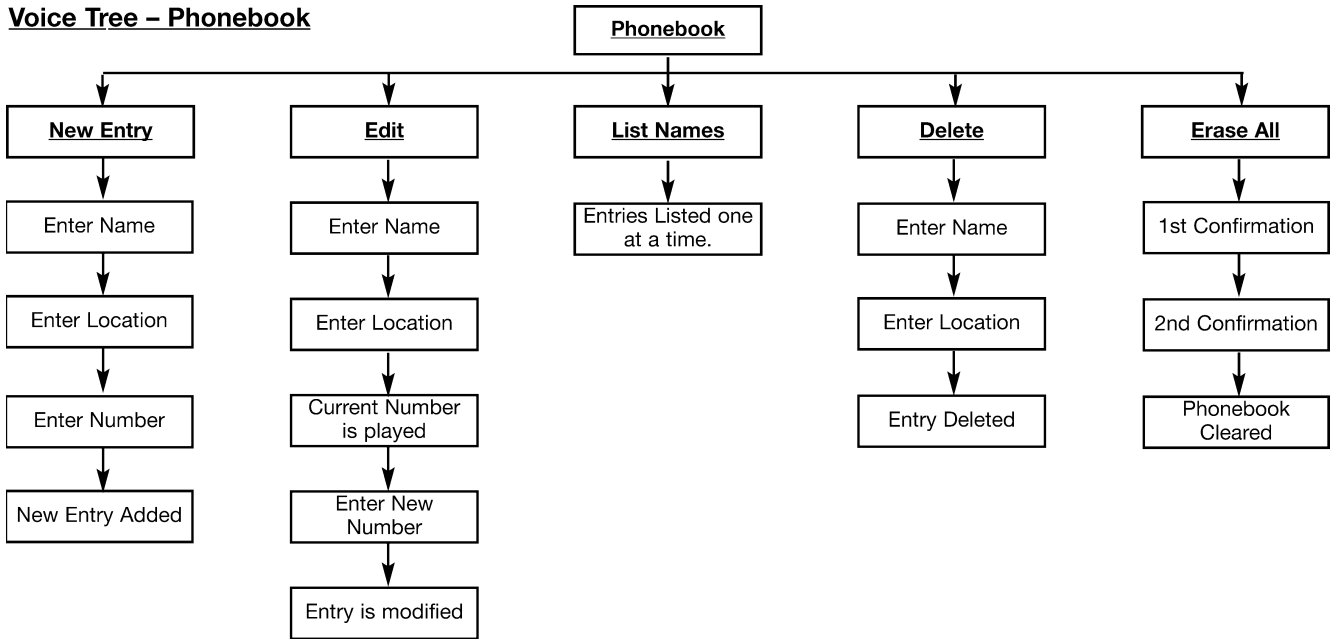 Voice Tree – Phonebook
Phonebook
New Entry
Enter Name
Enter Location
Enter Number
New Entry Added
Edit
Enter Name
Enter Location
Current Number
is played
Enter New
Number
Entry is modified
List Names
Entries Listed one
at a time.
Delete
Enter Name
Enter Location
Entry Deleted
Erase All
1st Confirmation
2nd Confirmation
Phonebook
Cleared